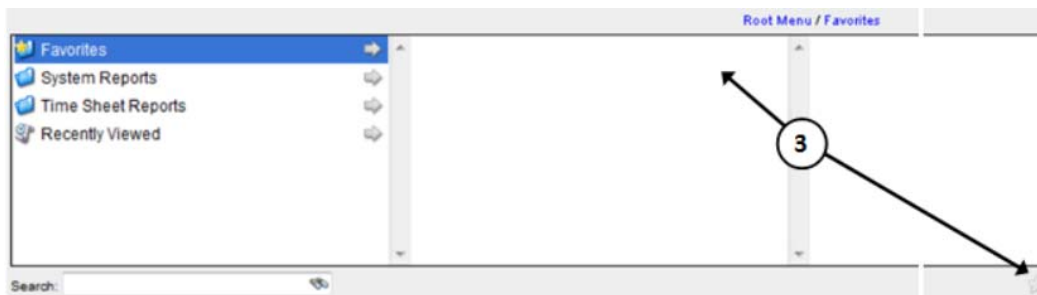 Root Menu / Favorites
Favorites
System Reports
Time Sheet Reports
Recently Viewed
3
Search: